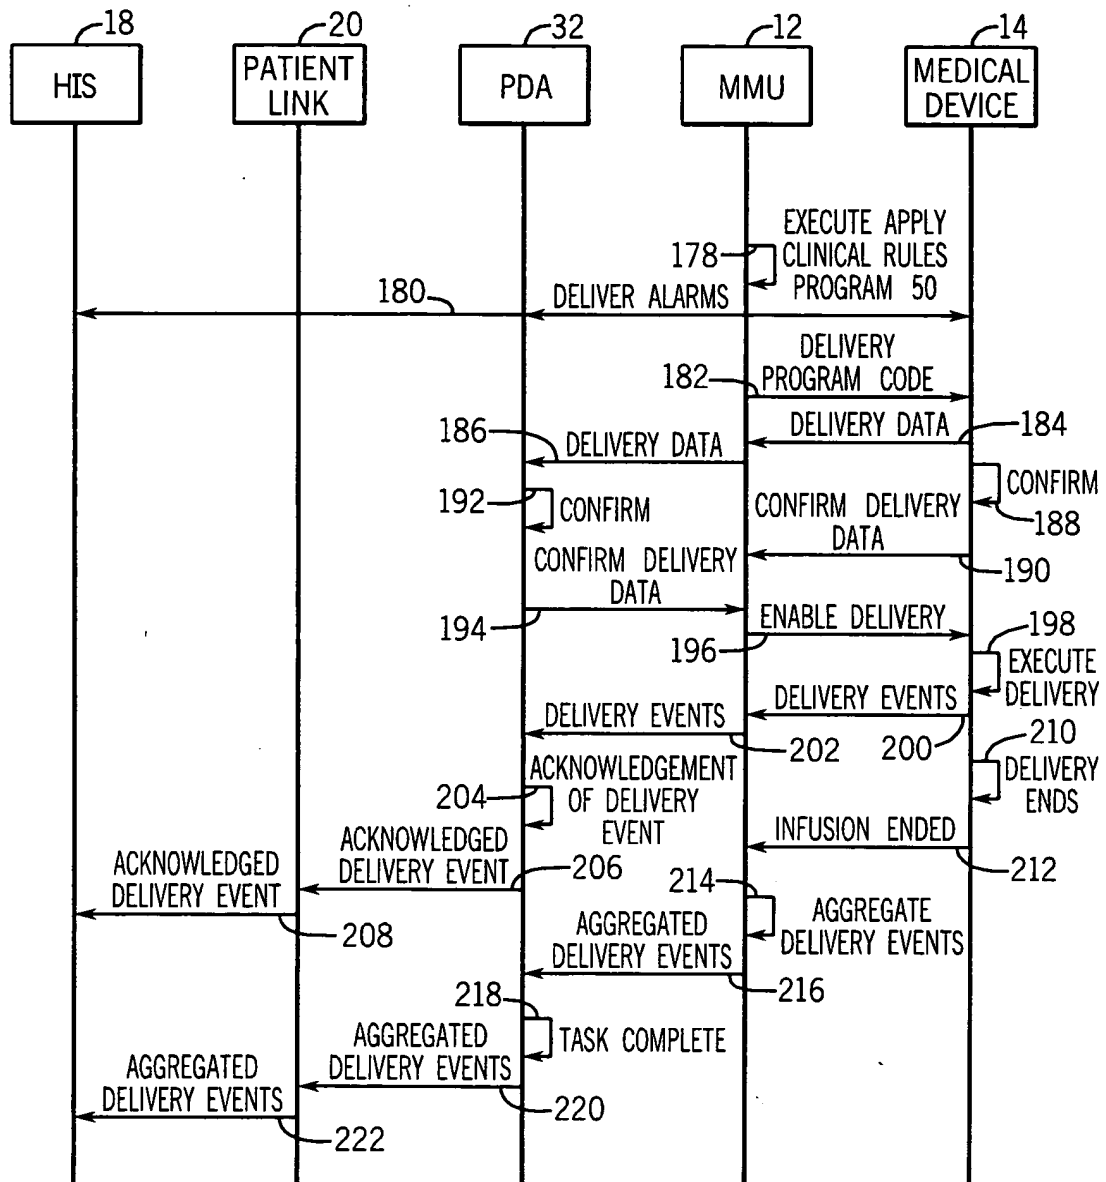 18
20
32
12
14
HIS
PATIENT
LINK
PDA
MMU
MEDICAL
DEVICE
178
EXECUTE APPLY
CLINICAL RULES
PROGRAM 50
180
DELIVER ALARMS
182
DELIVERY
PROGRAM CODE
DELIVERY DATA
184
186
DELIVERY DATA
CONFIRM
188
192
CONFIRM
CONFIRM DELIVERY
DATA
190
CONFIRM DELIVERY
DATA
194
ENABLE DELIVERY
196
198
EXECUTE
DELIVERY
DELIVERY EVENTS
200
DELIVERY EVENTS
202
210
DELIVERY
ENDS
204
ACKNOWLEDGEMENT
OF DELIVERY
EVENT
INFUSION ENDED
212
ACKNOWLEDGED
DELIVERY EVENT
206
ACKNOWLEDGED
DELIVERY EVENT
208
214
AGGREGATE
DELIVERY EVENTS
AGGREGATED
DELIVERY EVENTS
216
218
TASK COMPLETE
AGGREGATED
DELIVERY EVENTS
220
AGGREGATED
DELIVERY EVENTS
222